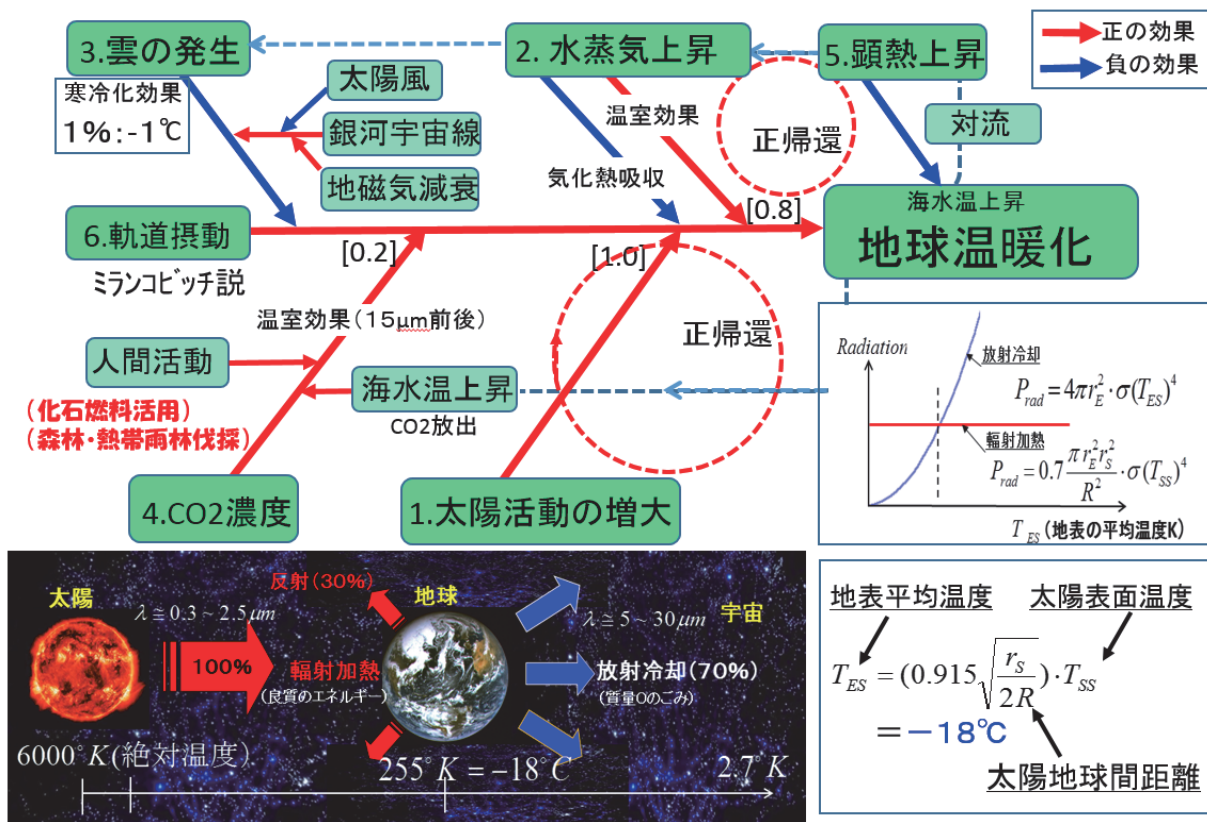 3.雲の発生
2. 水蒸気上昇
5.顕熱上昇
正の効果
負の効果
寒冷化効果
1%:-1℃
太陽風
銀河宇宙線
地磁気減衰
温室効果
正帰還
対流
気化熱吸収
海水温上昇
地球温暖化
6.軌道摂動
ミランコビッチ説
[0.2]
[1.0]
[0.8]
温室効果(15μm前後)
正帰還
人間活動
(化石燃料活用)
(森林・熱帯雨林伐採)
海水温上昇
CO2放出
4.CO2濃度
1.太陽活動の増大
Radiation
放射冷却
P_rad = 4πr_E^2・σ(T_ES)^4
輻射加熱
P_rad = 0.7 πr_E^2 r_S^2 / R^2 ・σ(T_SS)^4
T_ES (地表の平均温度K)
太陽
λ≅0.3~2.5μm
100%
反射(30%)
地球
輻射加熱
(良質のエネルギー)
λ≅5~30μm
宇宙
放射冷却(70%)
(質量0のごみ)
6000°K(絶対温度)
255°K=-18°C
2.7°K
地表平均温度
太陽表面温度
T_ES = (0.915√(r_S/2R))・T_SS
=-18℃
太陽地球間距離